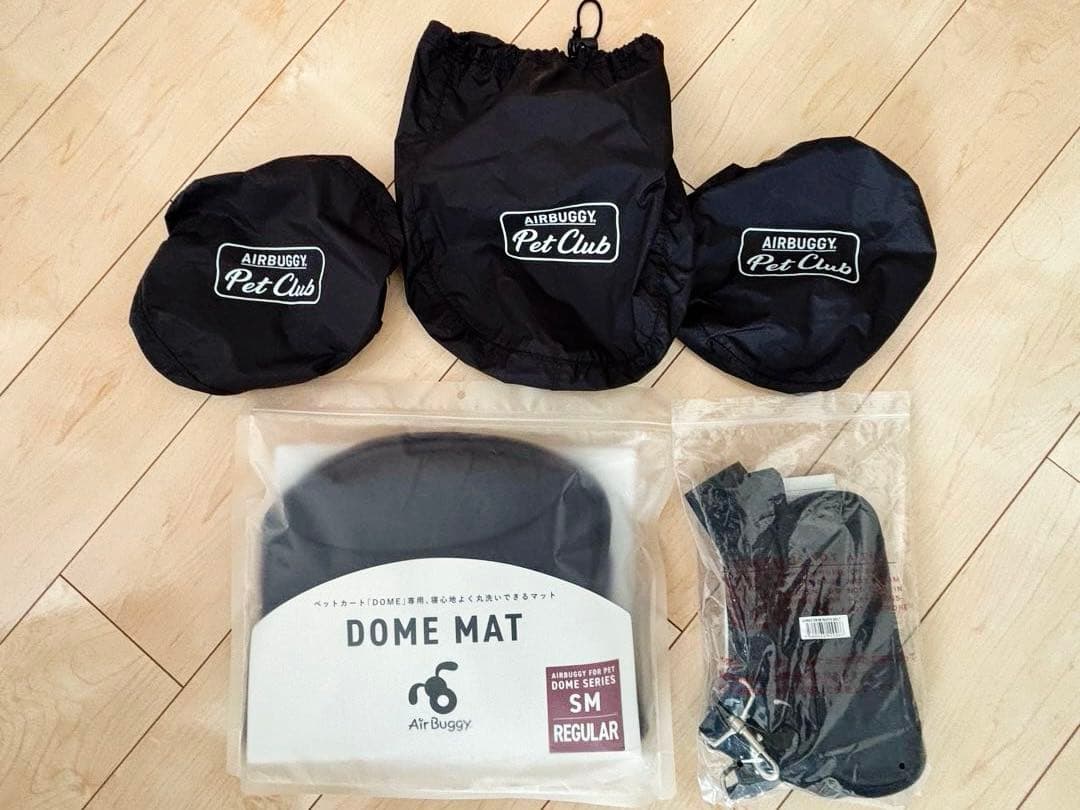 AIRBUGGY
Pet Club
AIRBUGGY
Pet Club
AIRBUGGY
Pet Club
ペットカート「DOME」専用、寝心地よく丸洗いできるマット
DOME MAT
AirBuggy
AIRBUGGY FOR PET
DOME SERIES
SM
REGULAR